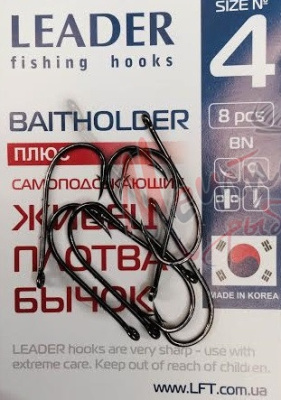 LEADER
fishing hooks
SIZE №
4
8 pcs
BN
BAITHOLDER
ПЛЮС
САМОПОДСЕКАЮЩИЙ
ЖИВЕЦ
ПЛОТВА
БЫЧОК
MADE IN KOREA
LEADER hooks are very sharp - use with
extreme care. Keep out of reach of children.
www.LFT.com.ua